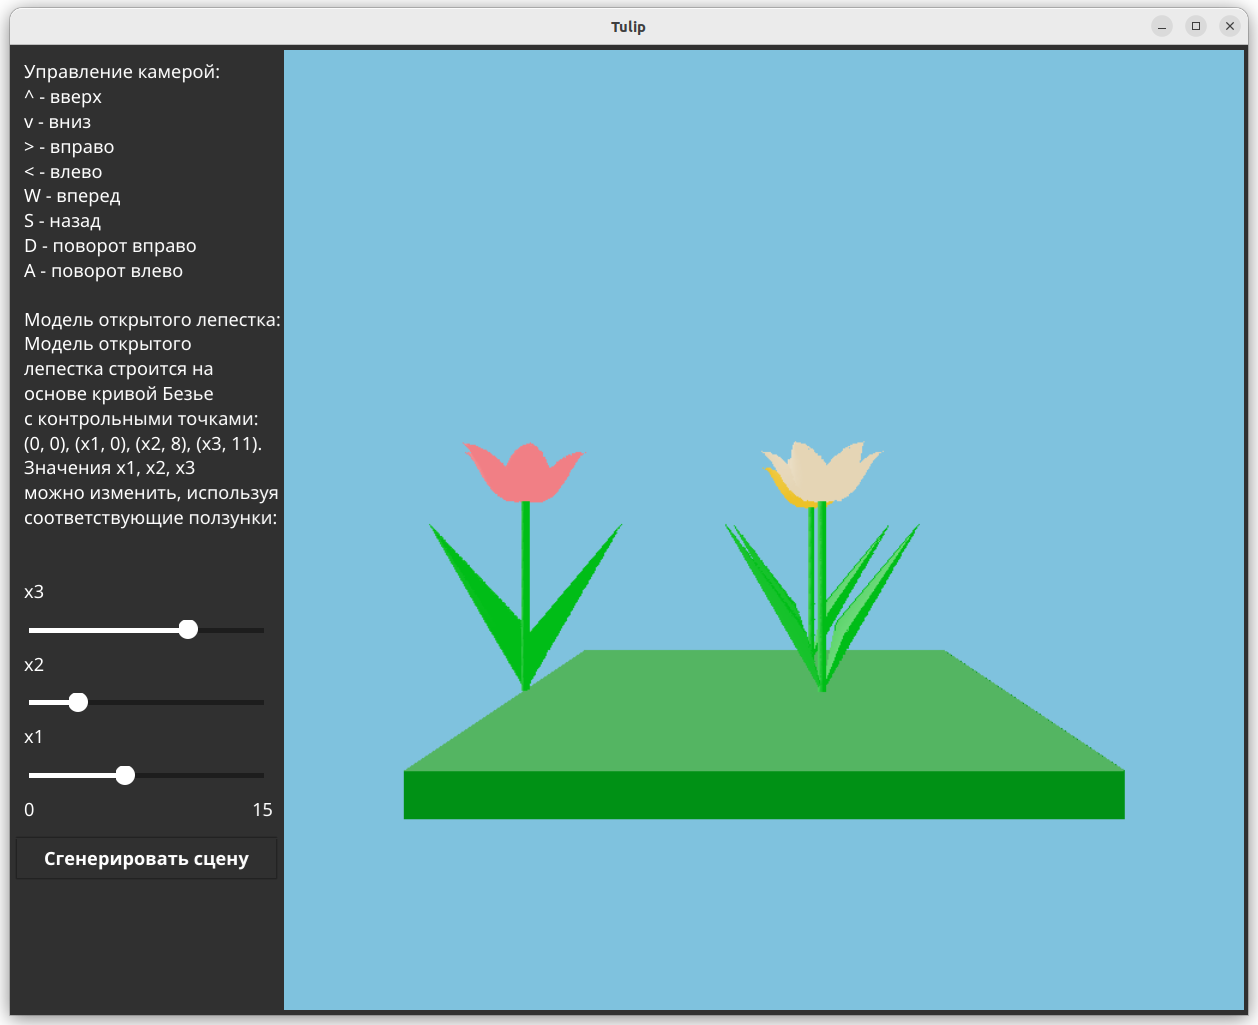 Tulip
Управление камерой:
^ - вверх
v - вниз
> - вправо
< - влево
W - вперед
S - назад
D - поворот вправо
A - поворот влево
Модель открытого лепестка:
Модель открытого
лепестка строится на
основе кривой Безье
с контрольными точками:
(0, 0), (x1, 0), (x2, 8), (x3, 11).
Значения x1, x2, x3
можно изменить, используя
соответствующие ползунки:
x3
x2
x1
0 15
Сгенерировать сцену